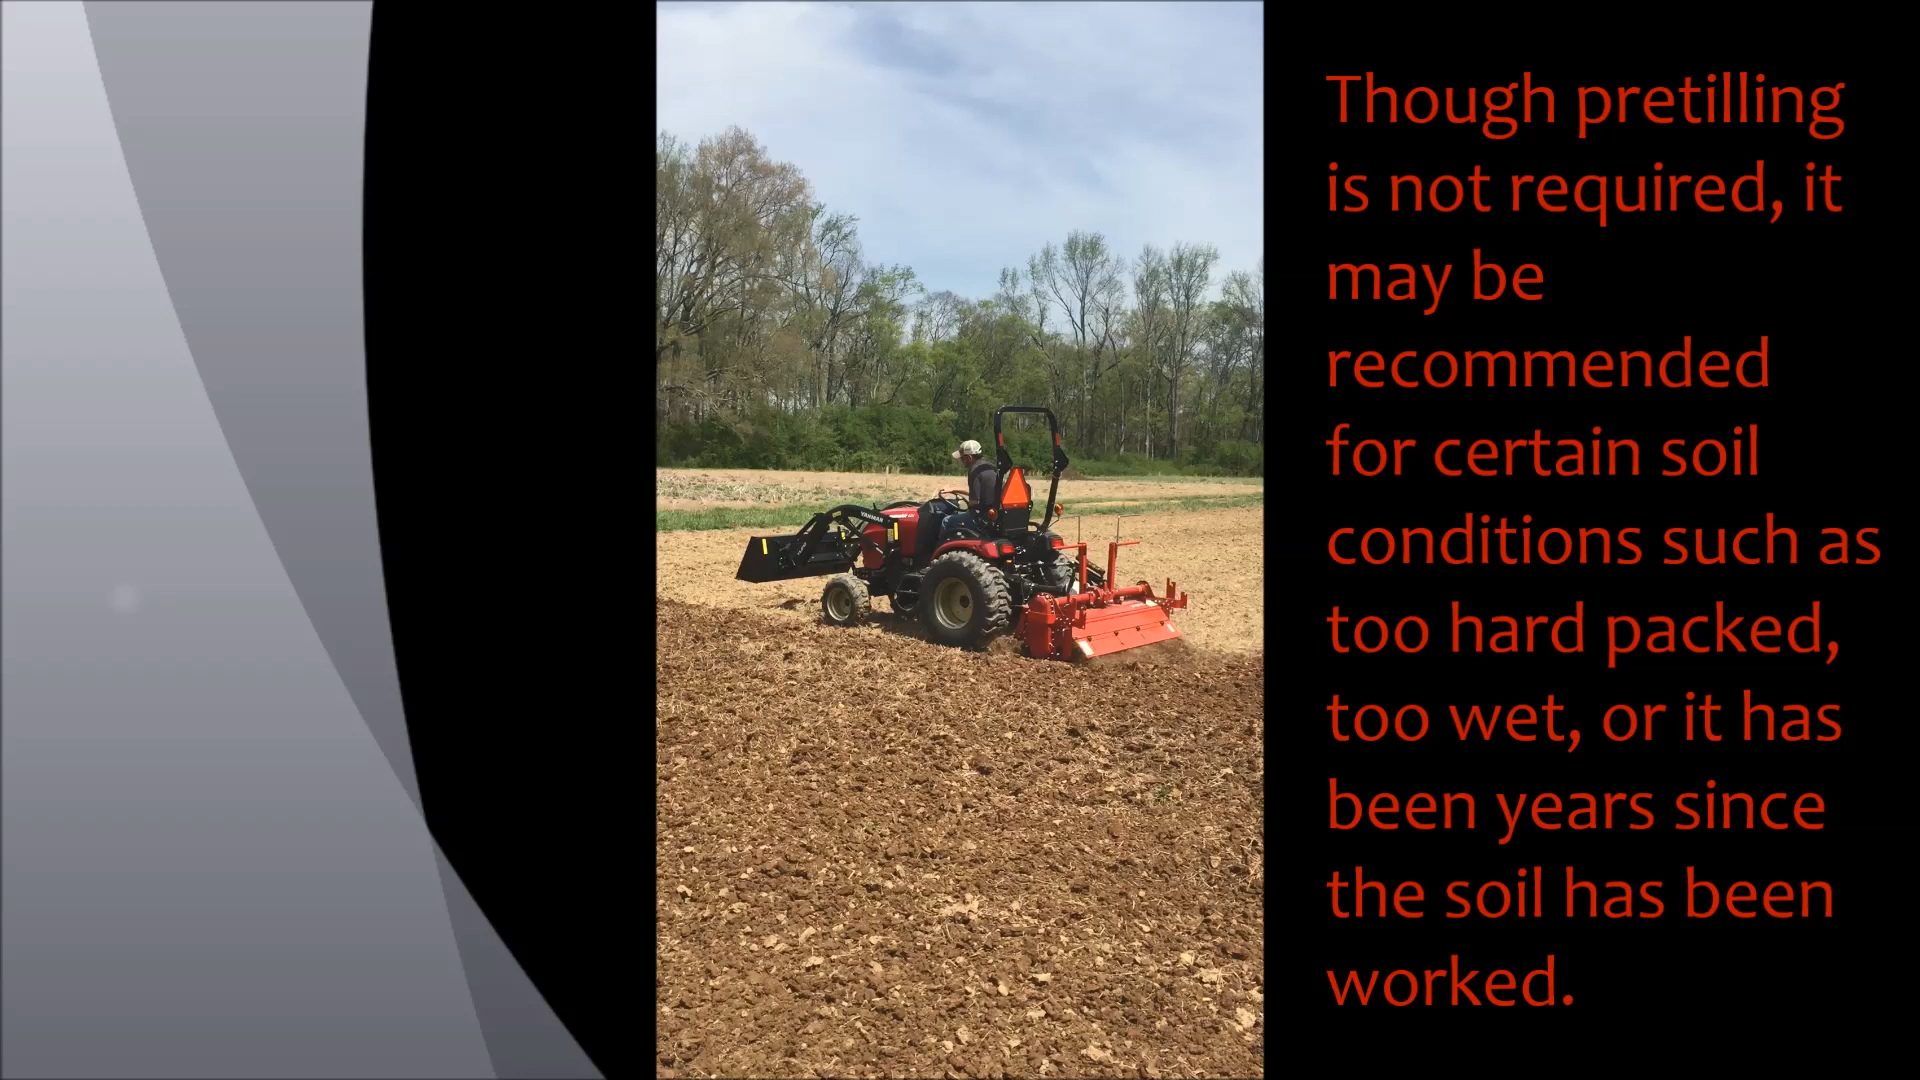 Though pretilling
is not required, it
may be
recommended
for certain soil
conditions such as
too hard packed,
too wet, or it has
been years since
the soil has been
worked.
YANMAR